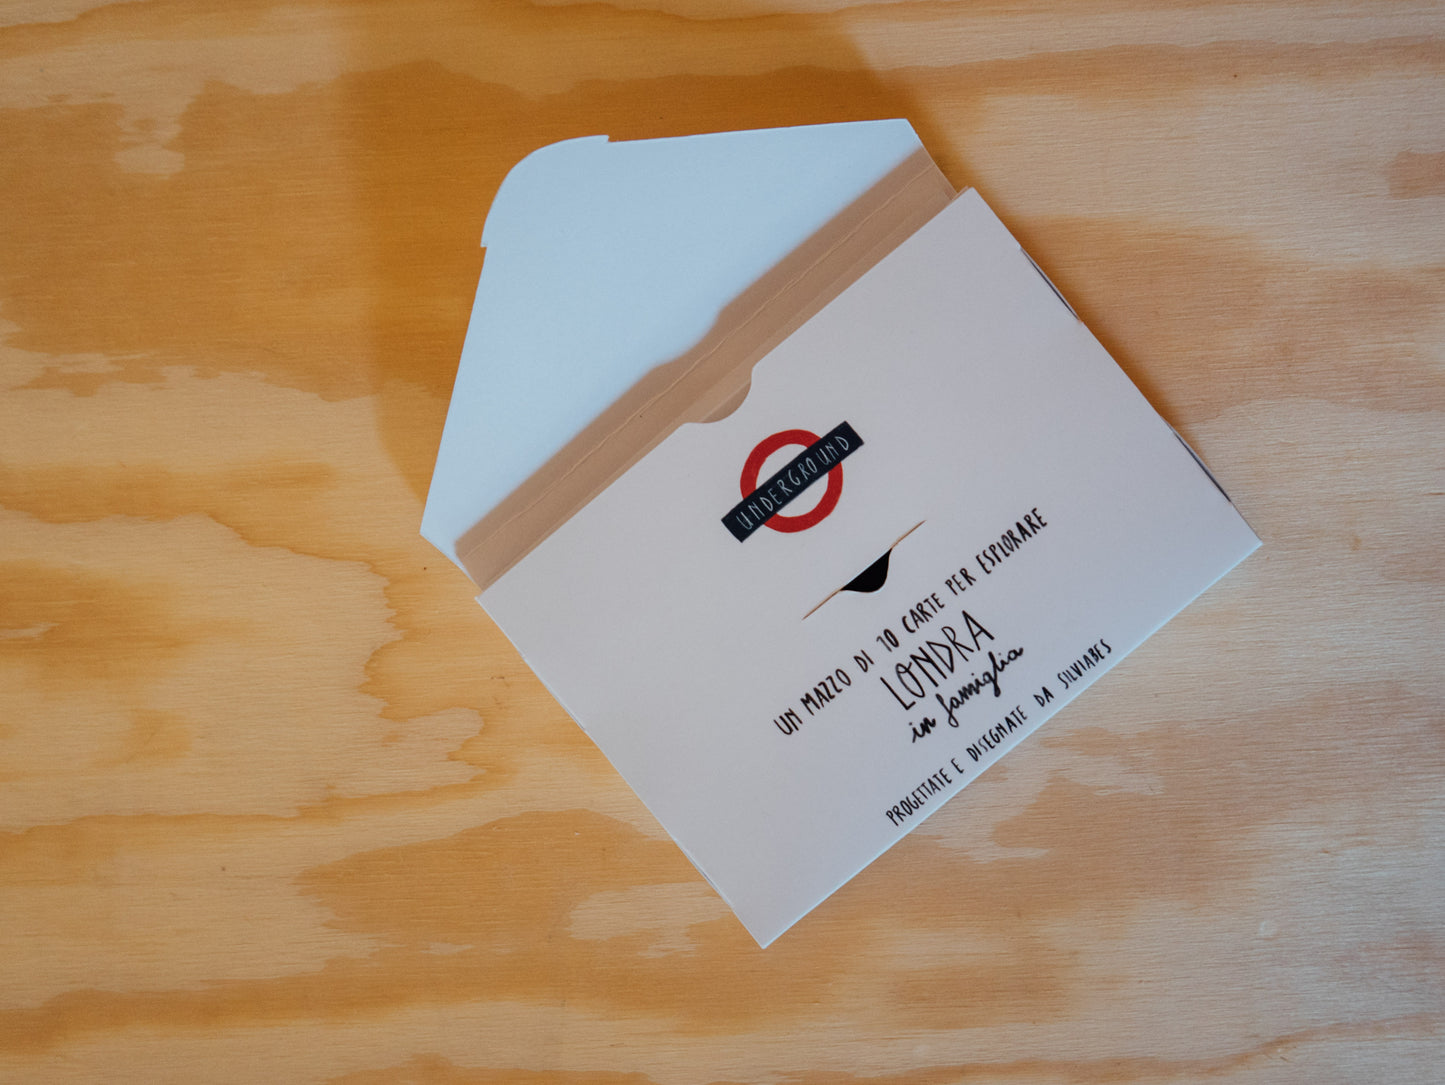 UNDERGROUND
UN MAZZO DI 10 CARTE PER ESPLORARE
LONDRA
in famiglia
PROGETTATE E DISEGNATE DA SILVIABES